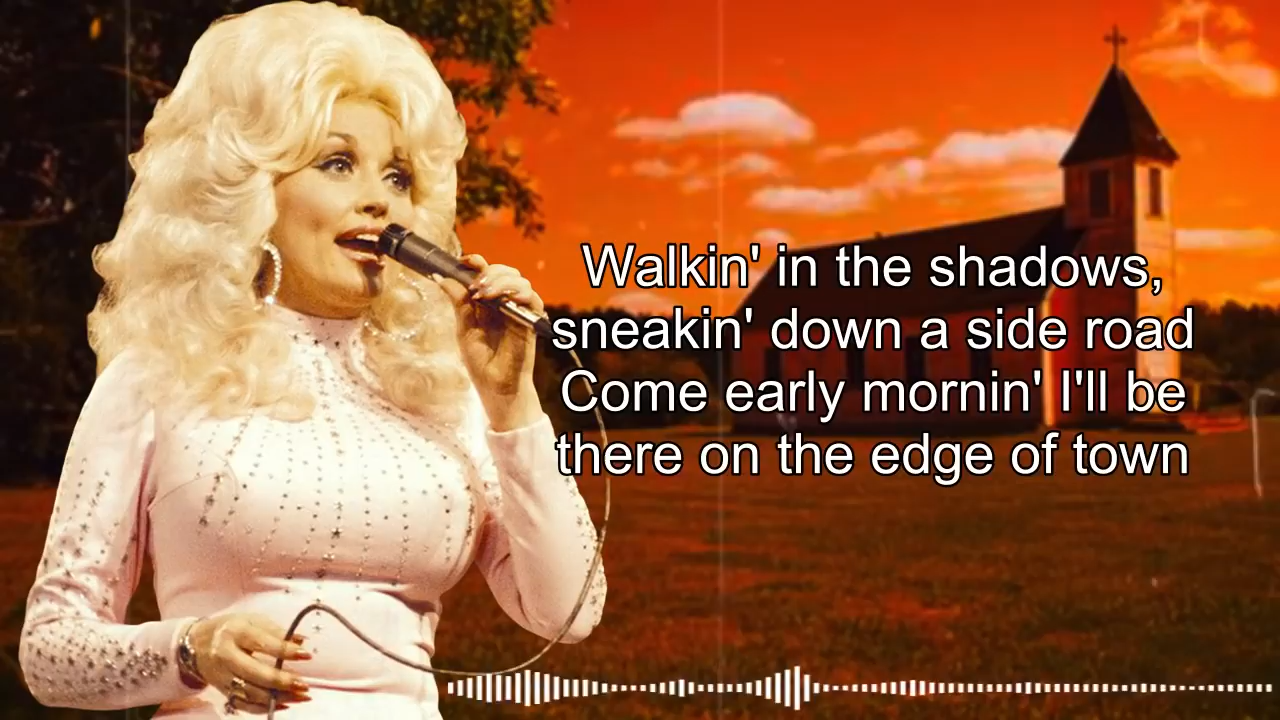 Walkin' in the shadows,
sneakin' down a side road
Come early mornin' I'll be
there on the edge of town